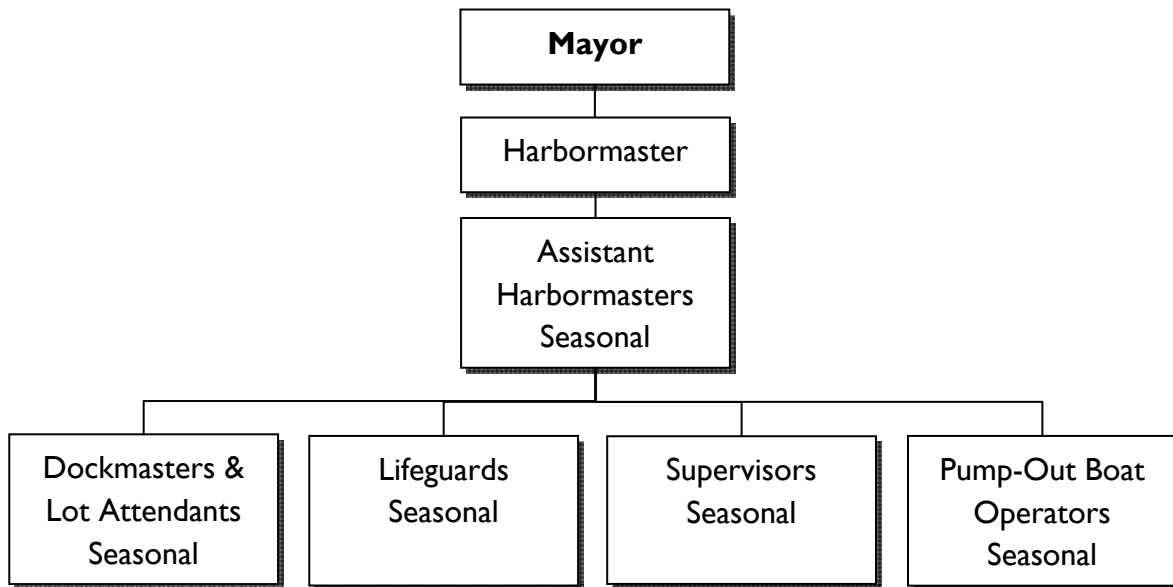 Mayor
Harbormaster
Assistant
Harbormasters
Seasonal
Dockmasters &
Lot Attendants
Seasonal
Lifeguards
Seasonal
Supervisors
Seasonal
Pump-Out Boat
Operators
Seasonal